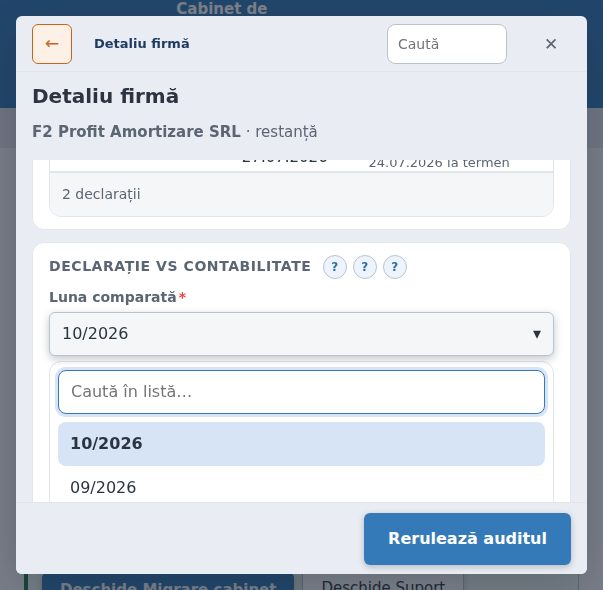 Cabinet de
← Detaliu firmă Caută ✕
Detaliu firmă
F2 Profit Amortizare SRL · restanță
24.07.2026 la termen
2 declarații
DECLARAȚIE VS CONTABILITATE ? ? ?
Luna comparată*
10/2026 ▼
Caută în listă...
10/2026
09/2026
Rerulează auditul
Deschide Migrare cabinet Deschide Suport